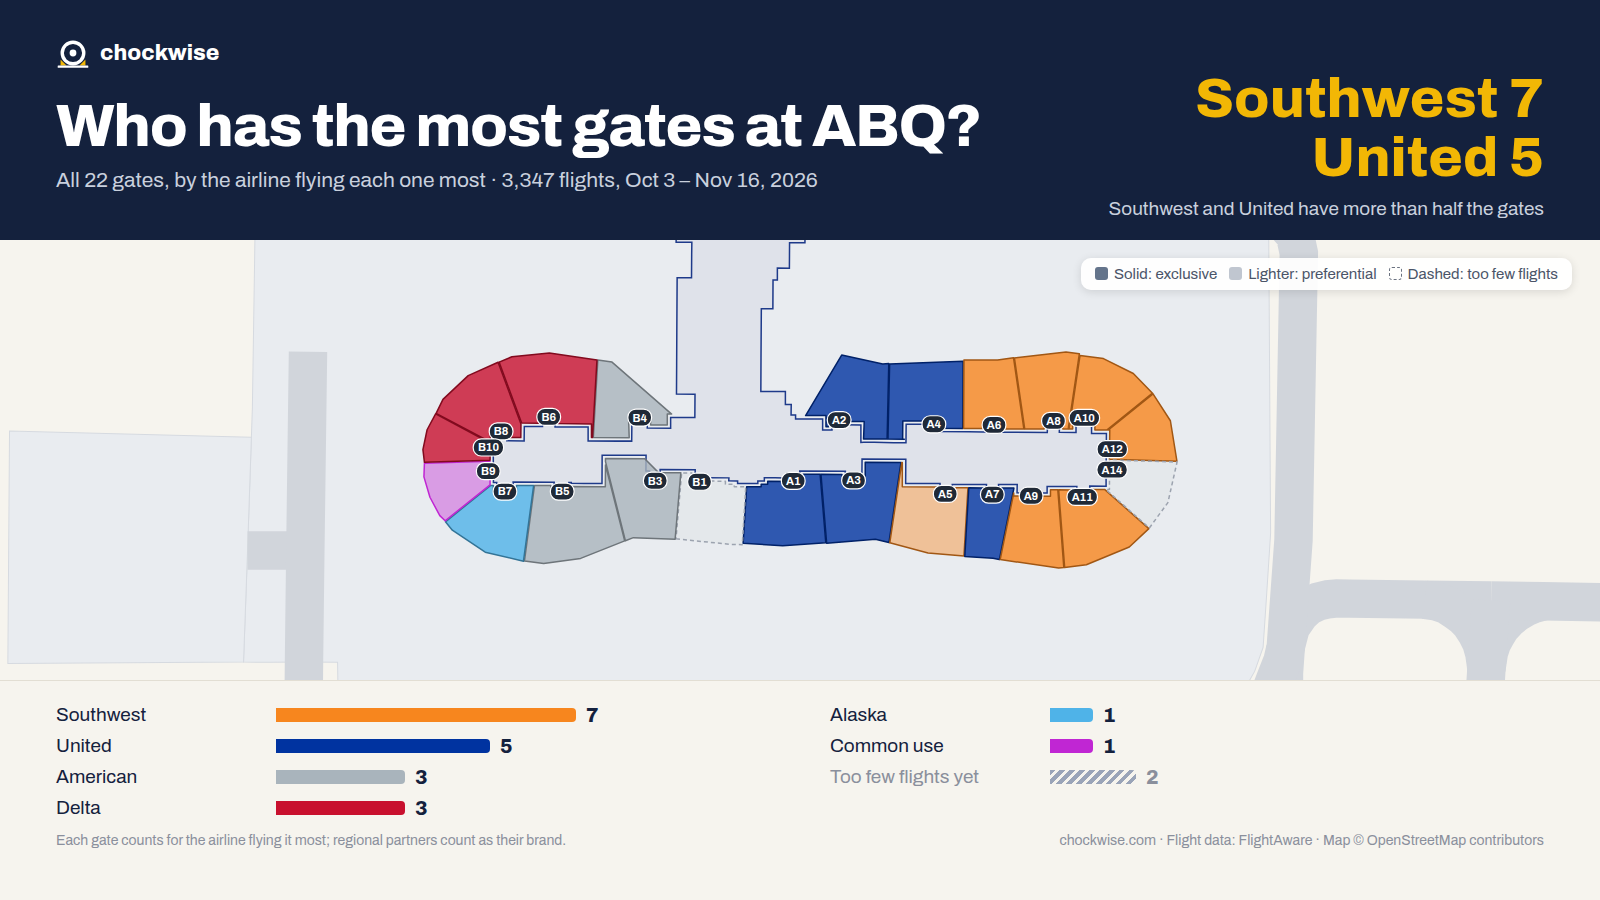 chockwise
Who has the most gates at ABQ?
All 22 gates, by the airline flying each one most · 3,347 flights, Oct 3 – Nov 16, 2026
Southwest 7
United 5
Southwest and United have more than half the gates
Solid: exclusive Lighter: preferential Dashed: too few flights
B6 B4 A2 A4 A6 A8 A10
B8
B10 A12
B9 A14
B7 B5 B3 B1 A1 A3 A5 A7 A9 A11
Southwest 7
United 5
American 3
Delta 3
Alaska 1
Common use 1
Too few flights yet 2
Each gate counts for the airline flying it most; regional partners count as their brand.
chockwise.com · Flight data: FlightAware · Map © OpenStreetMap contributors